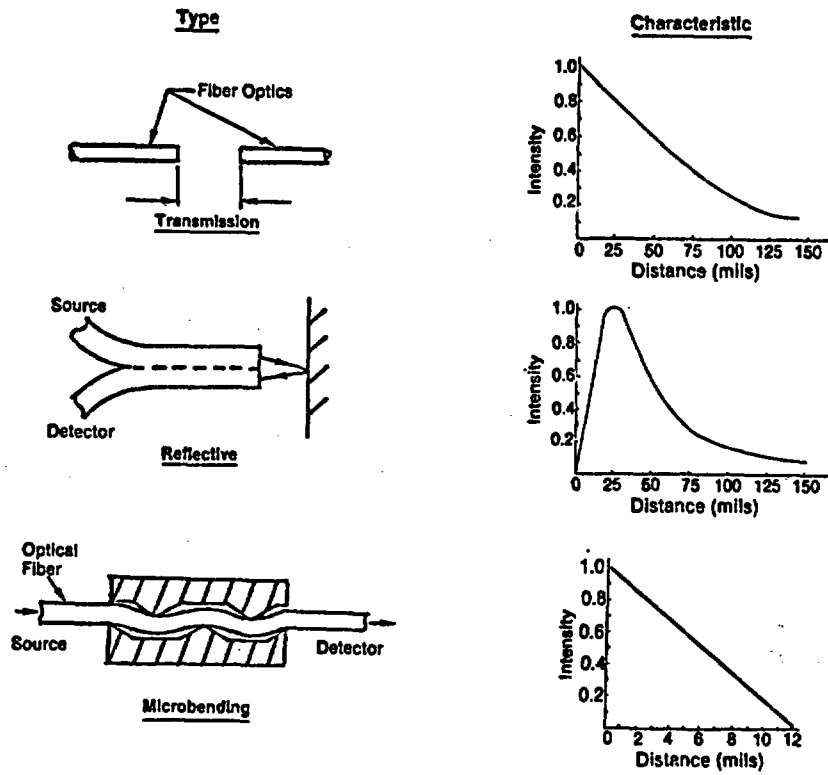 Type
Characteristic
Fiber Optics
Transmission
Intensity
1.0
0.8
0.6
0.4
0.2
0 25 50 75 100 125 150
Distance (mils)
Source
Detector
Reflective
Intensity
1.0
0.8
0.6
0.4
0.2
0 25 50 75 100 125 150
Distance (mils)
Optical
Fiber
Source
Detector
Microbending
Intensity
1.0
0.8
0.6
0.4
0.2
0 2 4 6 8 10 12
Distance (mils)